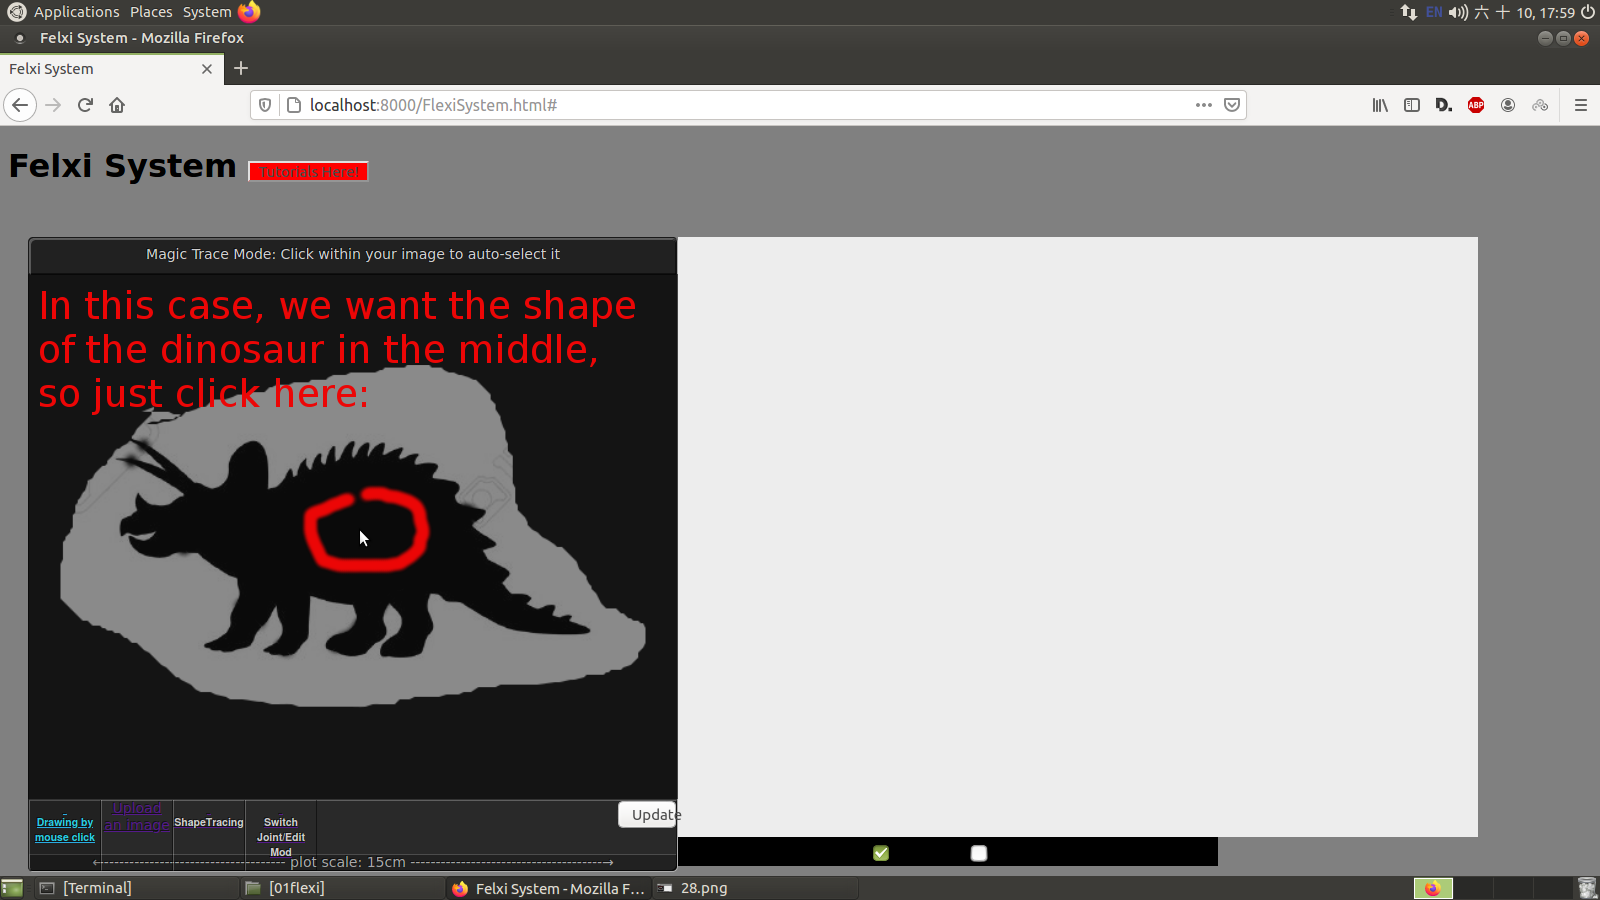 Applications Places System EN 六 十 10, 17:59
Felxi System - Mozilla Firefox
Felxi System
localhost:8000/FlexiSystem.html#
D. ABP
Felxi System Tutorials Here!
Magic Trace Mode: Click within your image to auto-select it
In this case, we want the shape
of the dinosaur in the middle,
so just click here:
Drawing by
mouse click
Upload
an image
ShapeTracing
Switch
Joint/Edit
Mod
Update
←------------------------------------- plot scale: 15cm --------------------------------------→
[Terminal] [01flexi] Felxi System - Mozilla F... 28.png